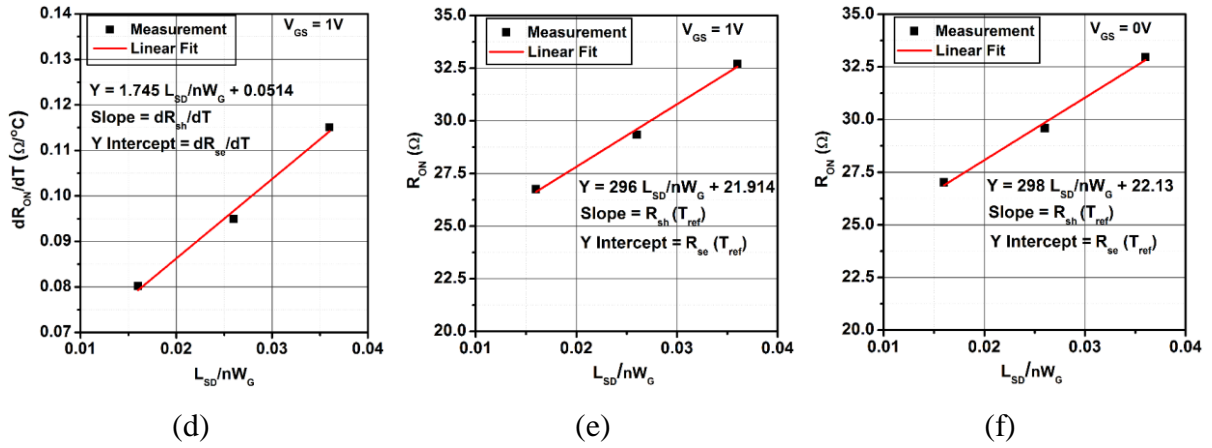 0.14
0.13
0.12
0.11
0.10
0.09
0.08
0.07
dR_ON/dT (Ω/°C)
Measurement
Linear Fit
V_GS = 1V
Y = 1.745 L_SD/nW_G + 0.0514
Slope = dR_sh/dT
Y Intercept = dR_se/dT
0.01 0.02 0.03 0.04
L_SD/nW_G
(d)
35.0
32.5
30.0
27.5
25.0
22.5
20.0
R_ON (Ω)
Measurement
Linear Fit
V_GS = 1V
Y = 296 L_SD/nW_G + 21.914
Slope = R_sh (T_ref)
Y Intercept = R_se (T_ref)
0.01 0.02 0.03 0.04
L_SD/nW_G
(e)
35.0
32.5
30.0
27.5
25.0
22.5
20.0
R_ON (Ω)
Measurement
Linear Fit
V_GS = 0V
Y = 298 L_SD/nW_G + 22.13
Slope = R_sh (T_ref)
Y Intercept = R_se (T_ref)
0.01 0.02 0.03 0.04
L_SD/nW_G
(f)